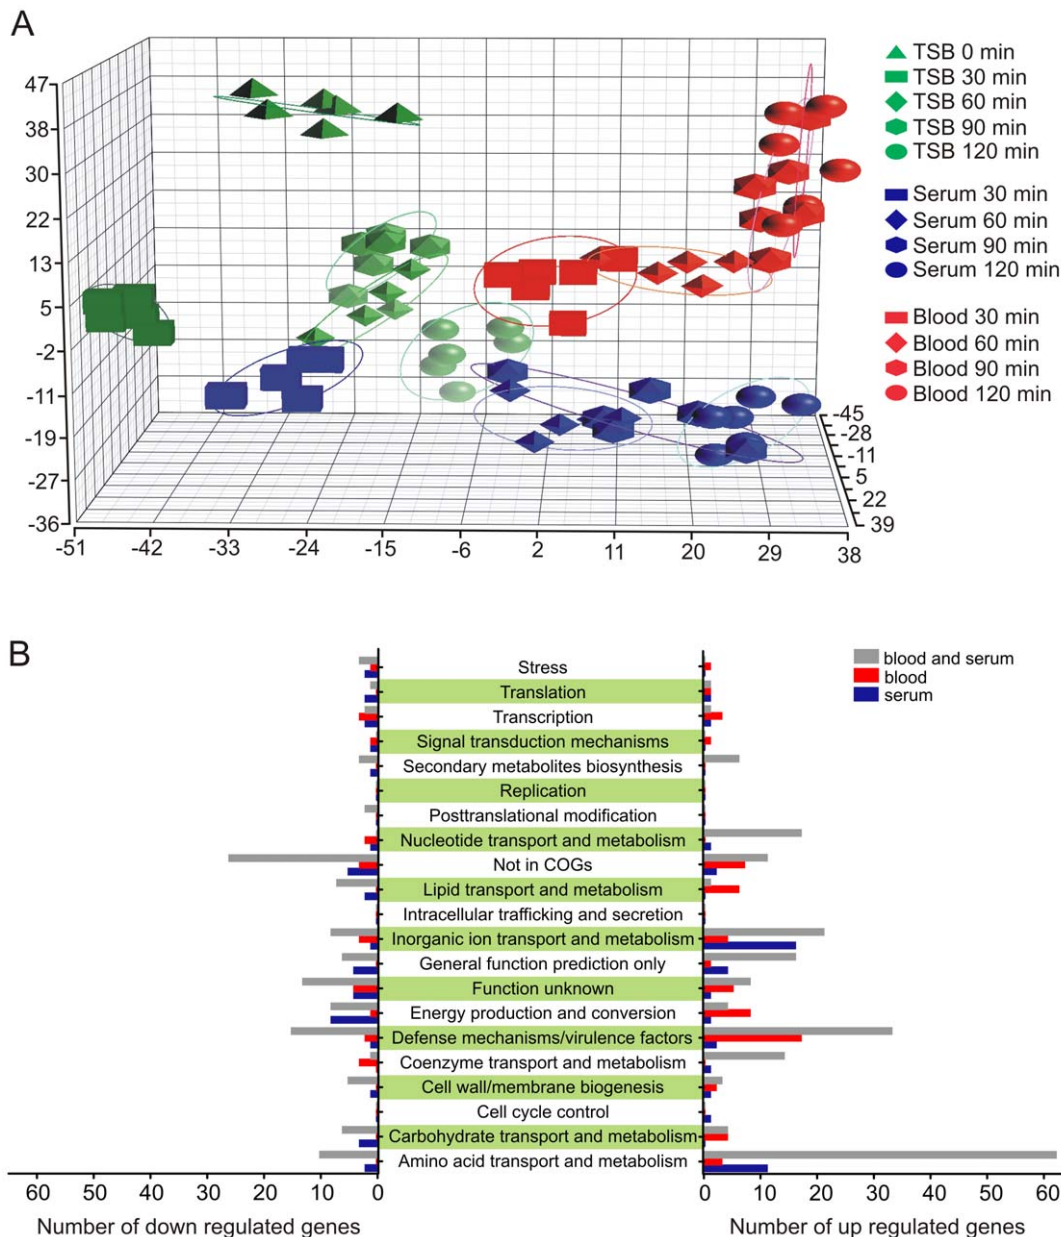 A
47
38
30
22
13
5
-2
-11
-19
-27
-36
-51 -42 -33 -24 -15 -6 2 11 20 29 38
-45
-28
-11
5
22
39
TSB 0 min
TSB 30 min
TSB 60 min
TSB 90 min
TSB 120 min
Serum 30 min
Serum 60 min
Serum 90 min
Serum 120 min
Blood 30 min
Blood 60 min
Blood 90 min
Blood 120 min
B
blood and serum
blood
serum
Stress
Translation
Transcription
Signal transduction mechanisms
Secondary metabolites biosynthesis
Replication
Posttranslational modification
Nucleotide transport and metabolism
Not in COGs
Lipid transport and metabolism
Intracellular trafficking and secretion
Inorganic ion transport and metabolism
General function prediction only
Function unknown
Energy production and conversion
Defense mechanisms/virulence factors
Coenzyme transport and metabolism
Cell wall/membrane biogenesis
Cell cycle control
Carbohydrate transport and metabolism
Amino acid transport and metabolism
60 50 40 30 20 10 0 0 10 20 30 40 50 60
Number of down regulated genes Number of up regulated genes